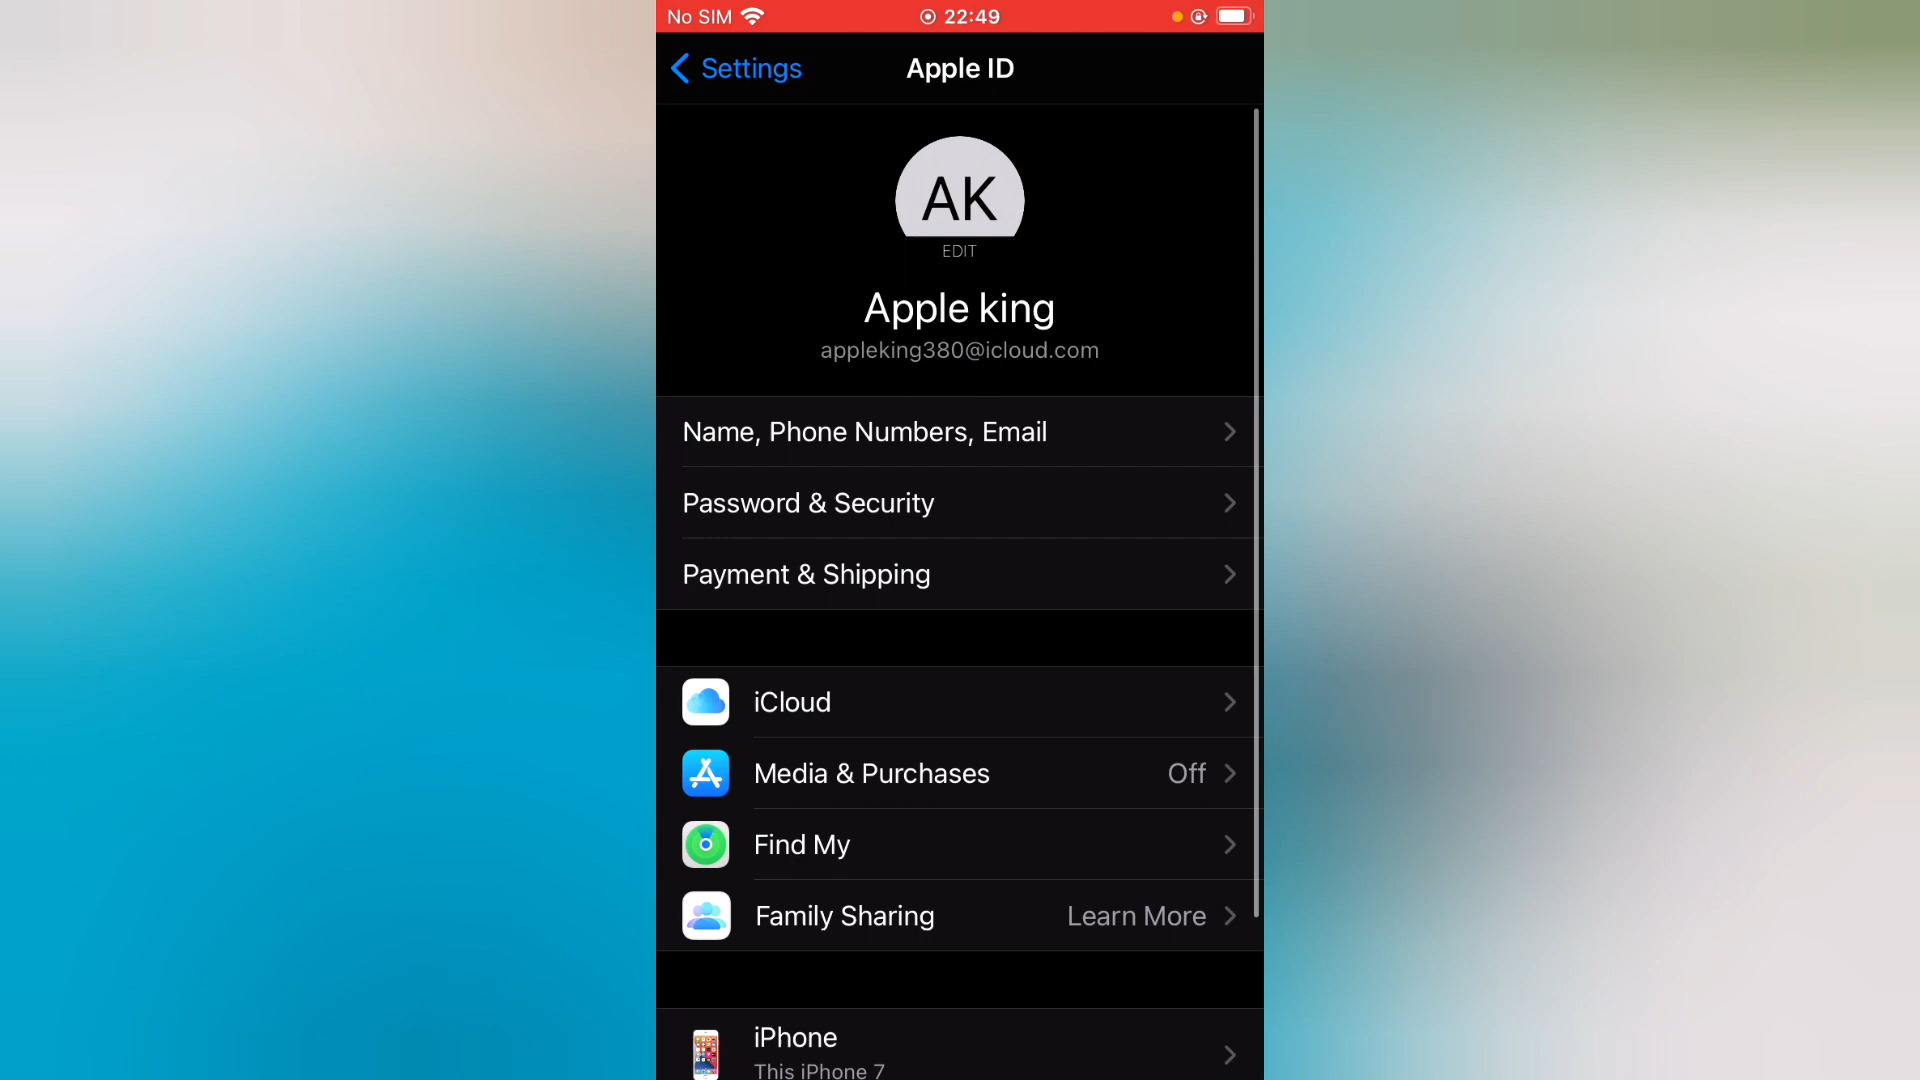 No SIM 22:49
Settings Apple ID
AK
EDIT
Apple king
appleking380@icloud.com
Name, Phone Numbers, Email
Password & Security
Payment & Shipping
iCloud
Media & Purchases Off
Find My
Family Sharing Learn More
iPhone
This iPhone 7